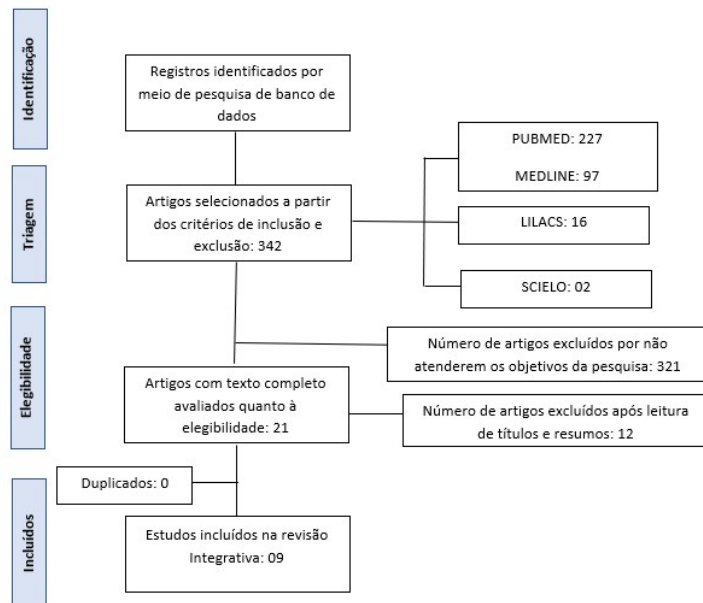 Identificação
Registros identificados por
meio de pesquisa de banco de
dados
Triagem
Artigos selecionados a partir
dos critérios de inclusão e
exclusão: 342
PUBMED: 227
MEDLINE: 97
LILACS: 16
SCIELO: 02
Elegibilidade
Número de artigos excluídos por não
atenderem os objetivos da pesquisa: 321
Artigos com texto completo
avaliados quanto à
elegibilidade: 21
Número de artigos excluídos após leitura
de títulos e resumos: 12
Incluídos
Duplicados: 0
Estudos incluídos na revisão
Integrativa: 09